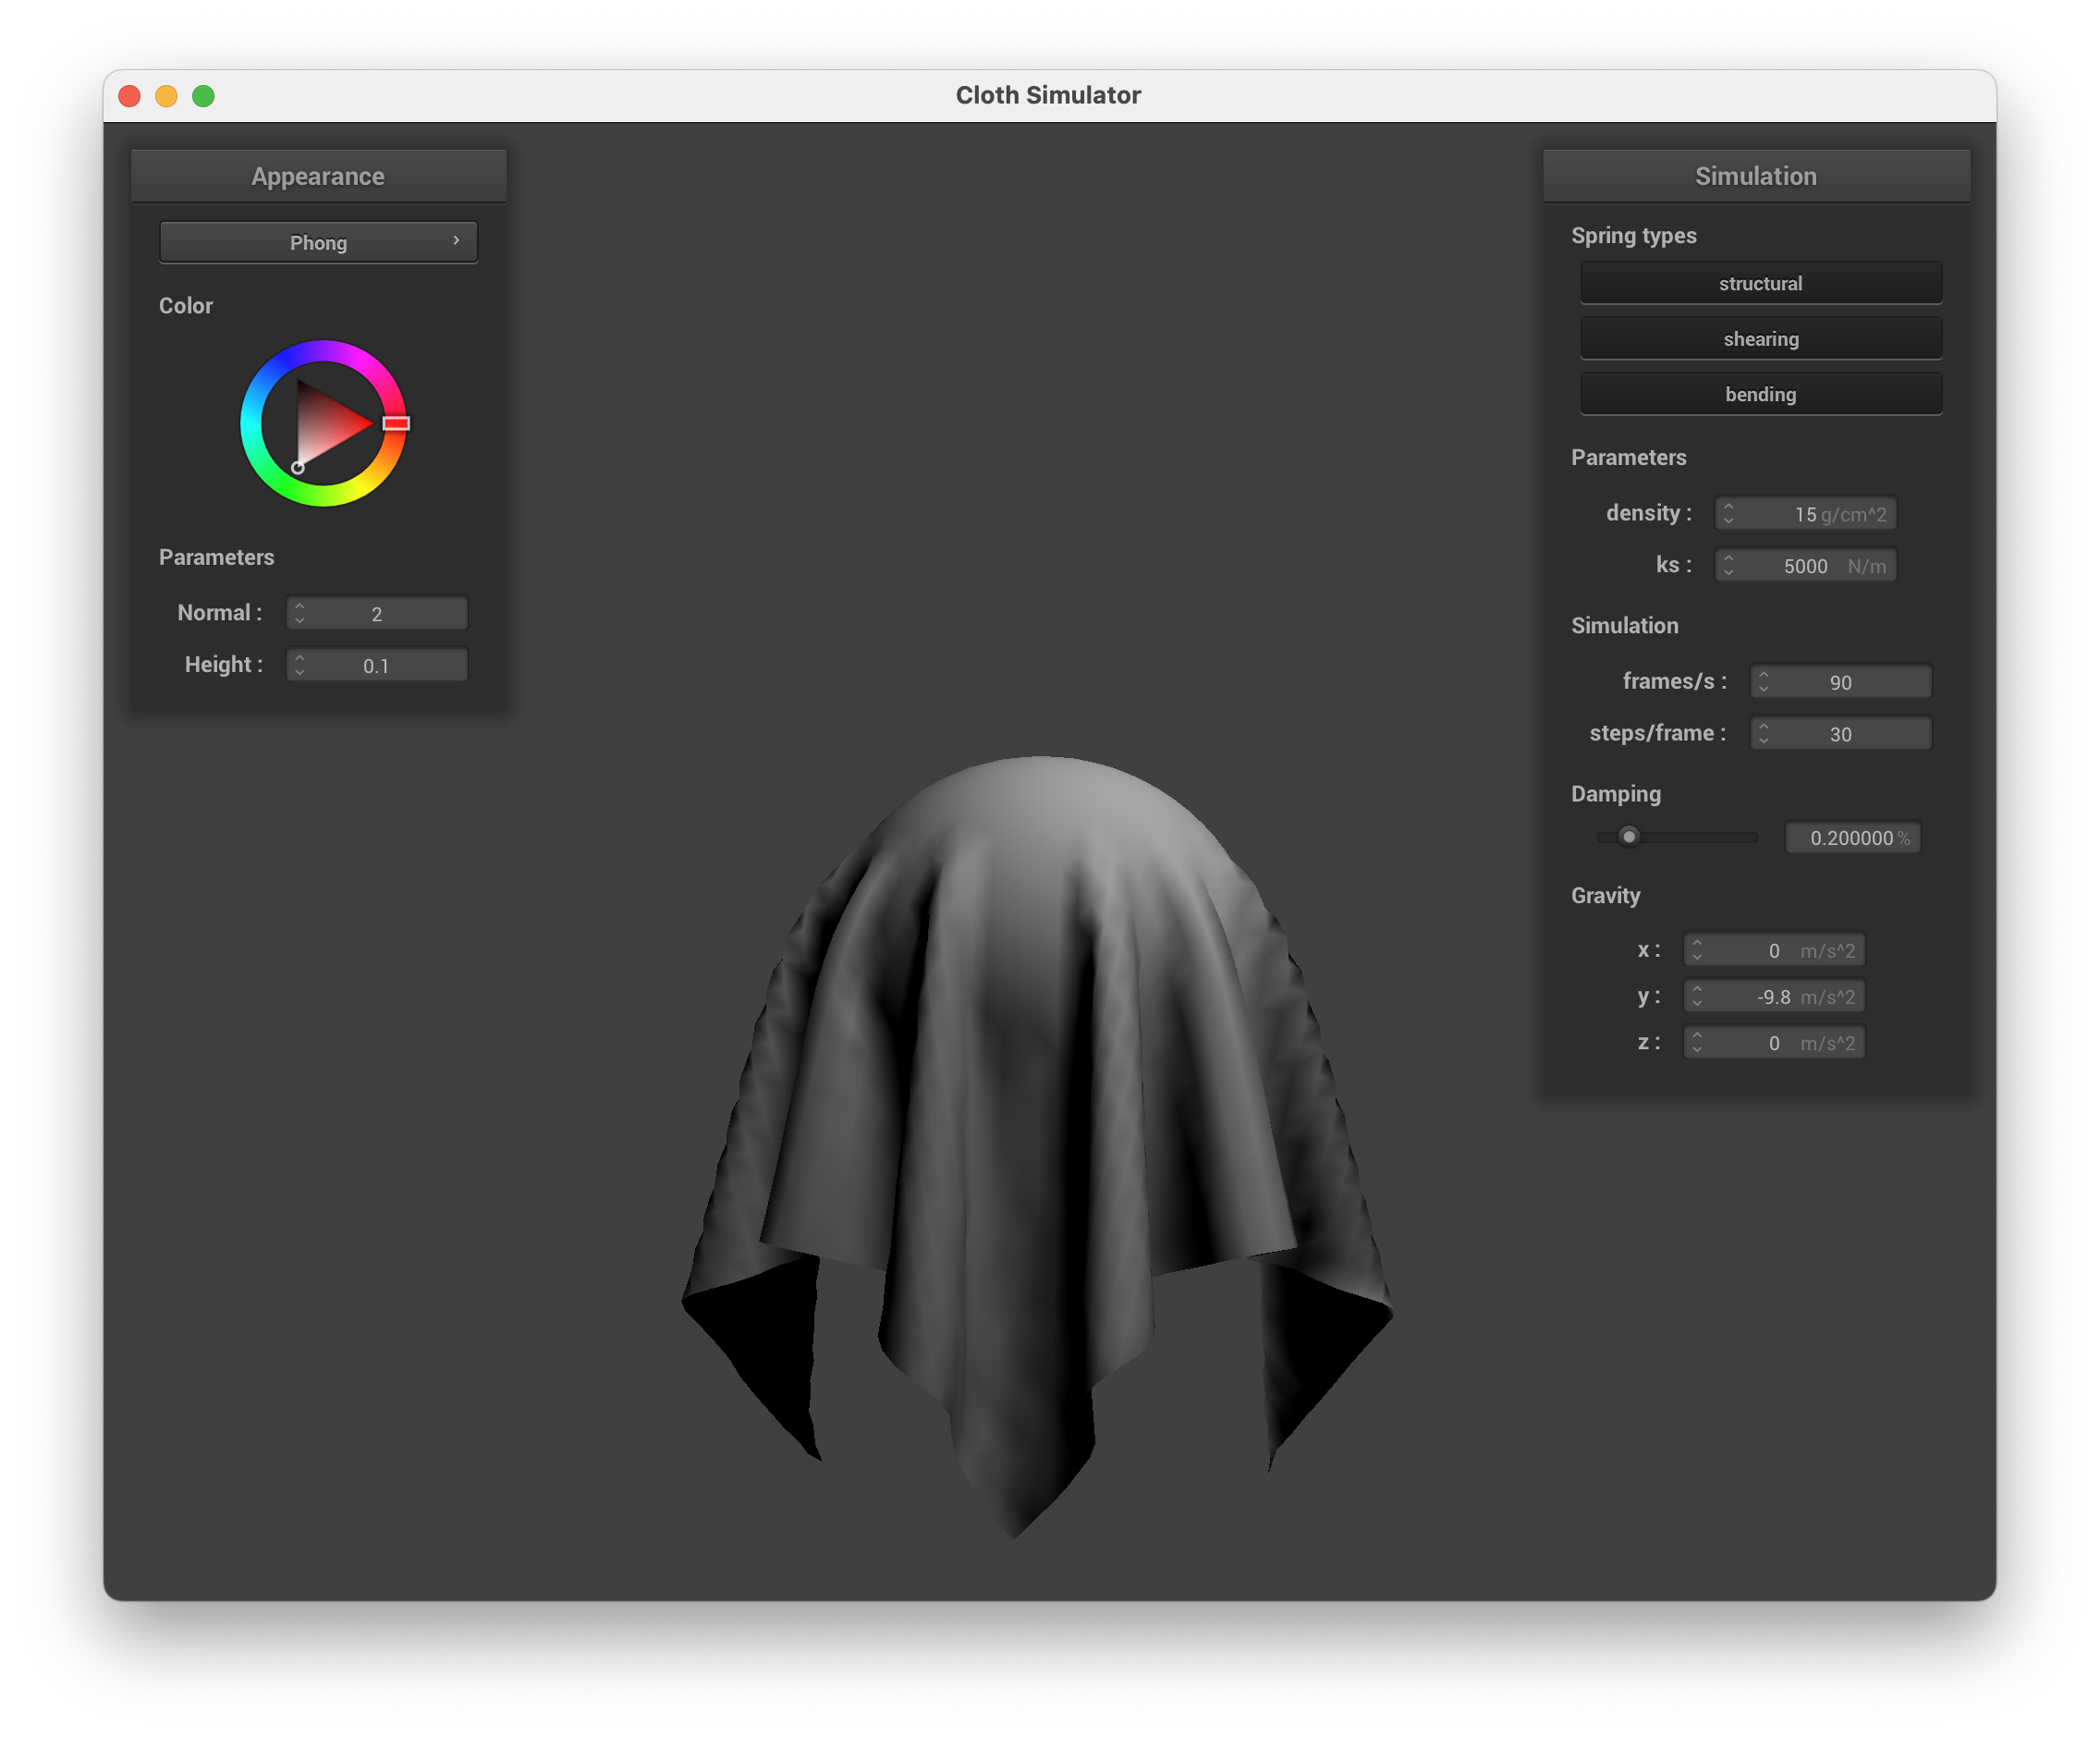 Cloth Simulator
Appearance
Phong
Color
Parameters
Normal : 2
Height : 0.1
Simulation
Spring types
structural
shearing
bending
Parameters
density : 15 g/cm^2
ks : 5000 N/m
Simulation
frames/s : 90
steps/frame : 30
Damping
0.200000 %
Gravity
x : 0 m/s^2
y : -9.8 m/s^2
z : 0 m/s^2